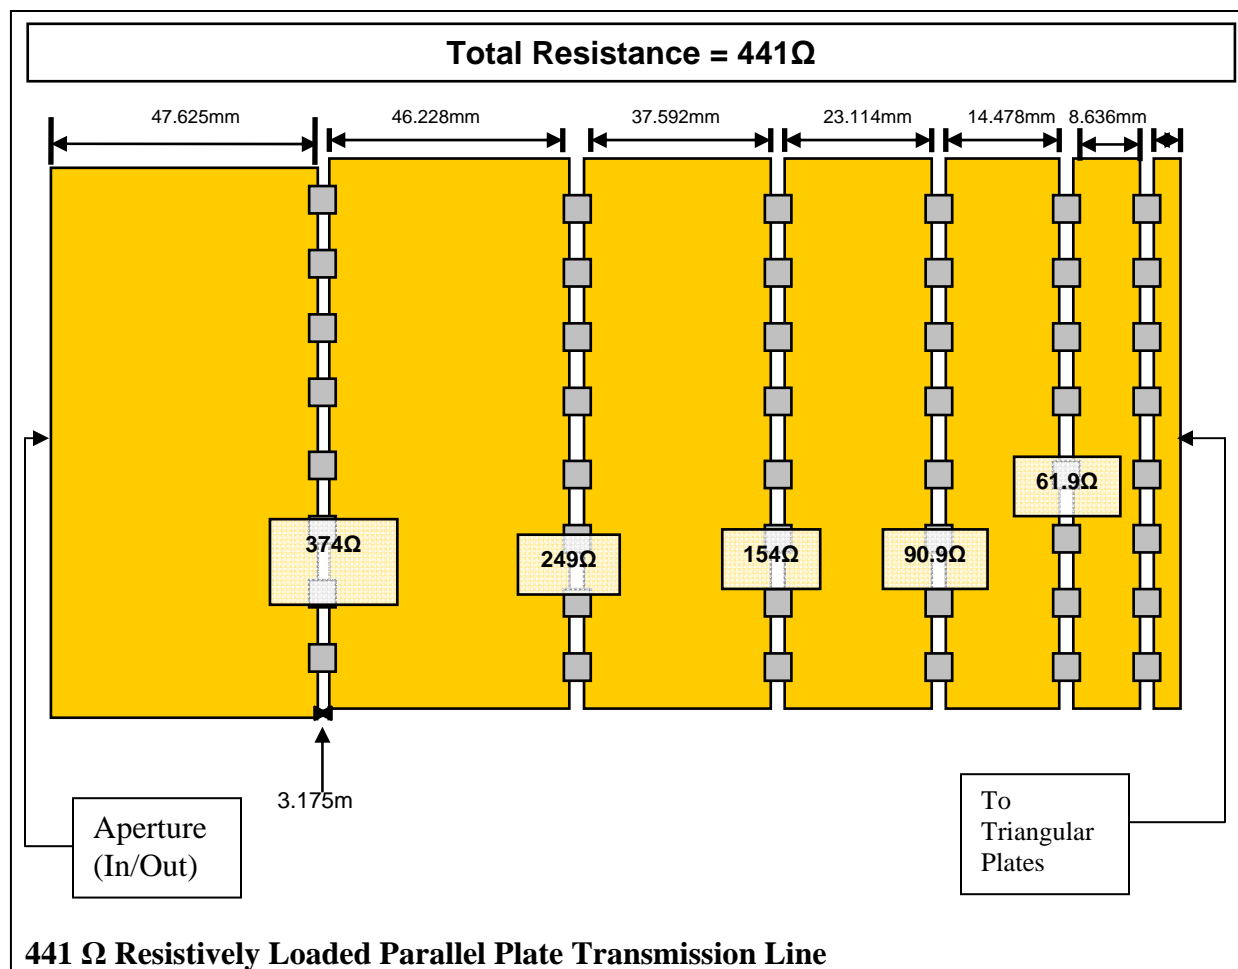 Total Resistance = 441Ω
47.625mm
46.228mm
37.592mm
23.114mm
14.478mm
8.636mm
374Ω
249Ω
154Ω
90.9Ω
61.9Ω
3.175m
Aperture
(In/Out)
To
Triangular
Plates
441 Ω Resistively Loaded Parallel Plate Transmission Line